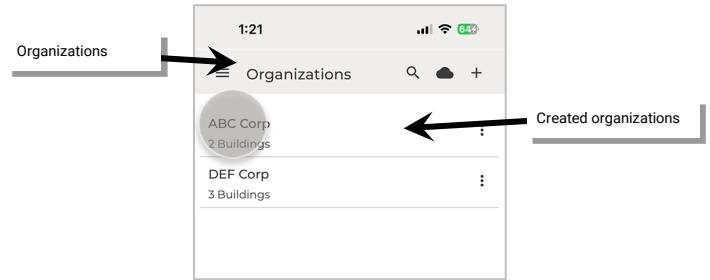 1:21
64
Organizations
Organizations
ABC Corp
2 Buildings
Created organizations
DEF Corp
3 Buildings